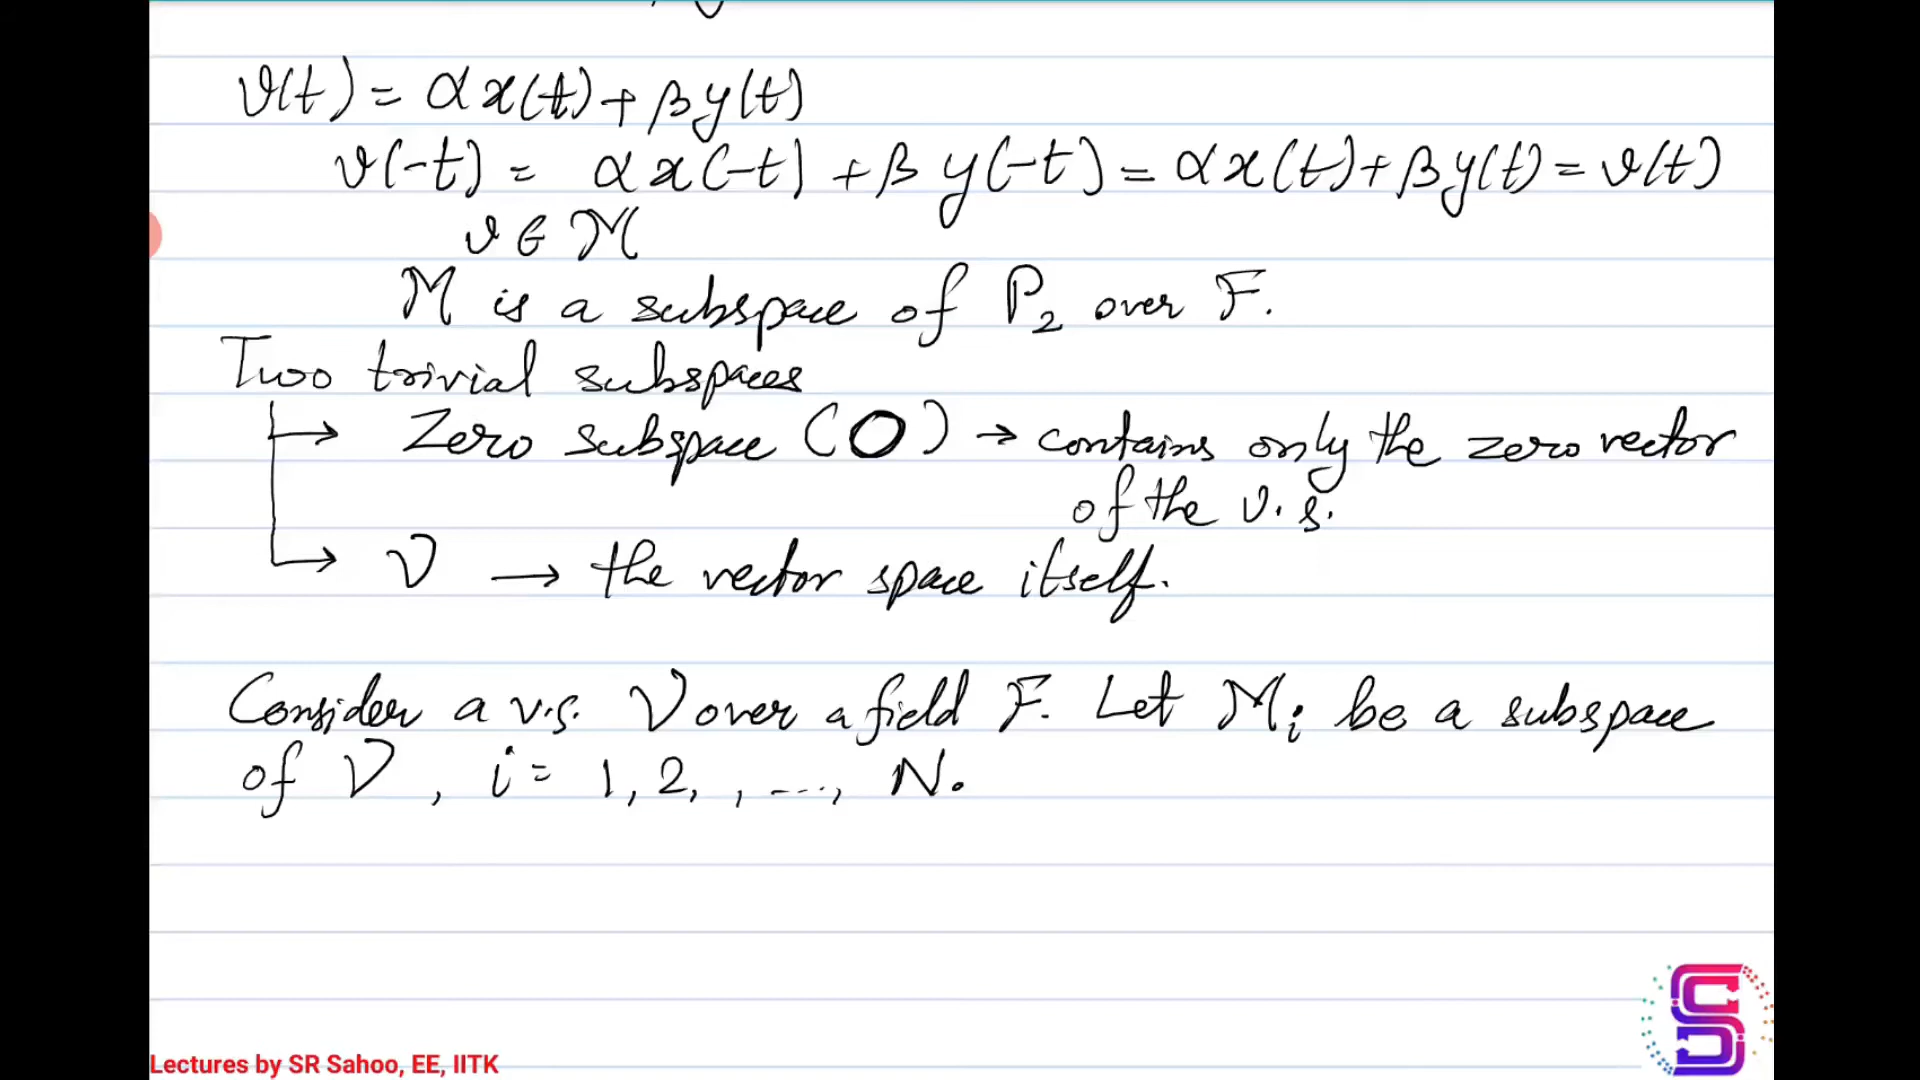 v(t) = αx(t) + βy(t)
v(-t) = αx(-t) + βy(-t) = αx(t) + βy(t) = v(t)
v ∈ M
M is a subspace of P₂ over F.
Two trivial subspaces
→ Zero subspace (O) → contains only the zero vector
of the v.s.
→ V → the vector space itself.
Consider a v.s. V over a field F. Let Mᵢ be a subspace
of V, i = 1, 2, , ...., N.
Lectures by SR Sahoo, EE, IITK